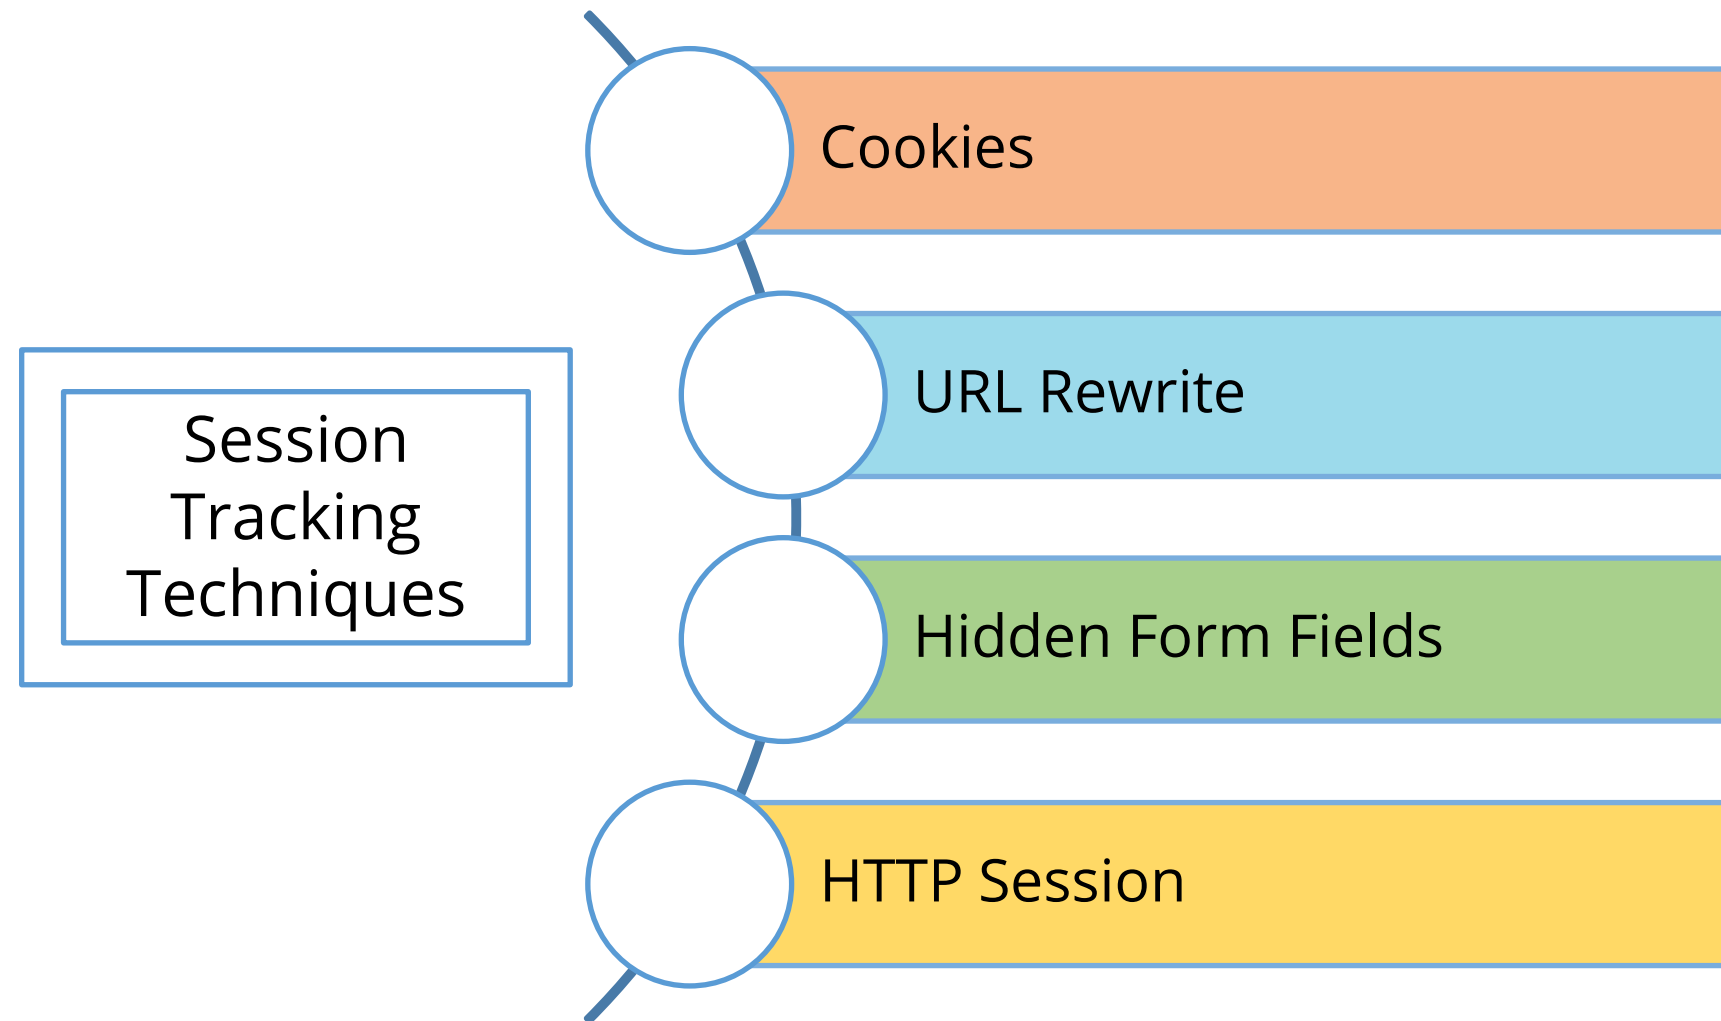 Session
Tracking
Techniques
Cookies
URL Rewrite
Hidden Form Fields
HTTP Session